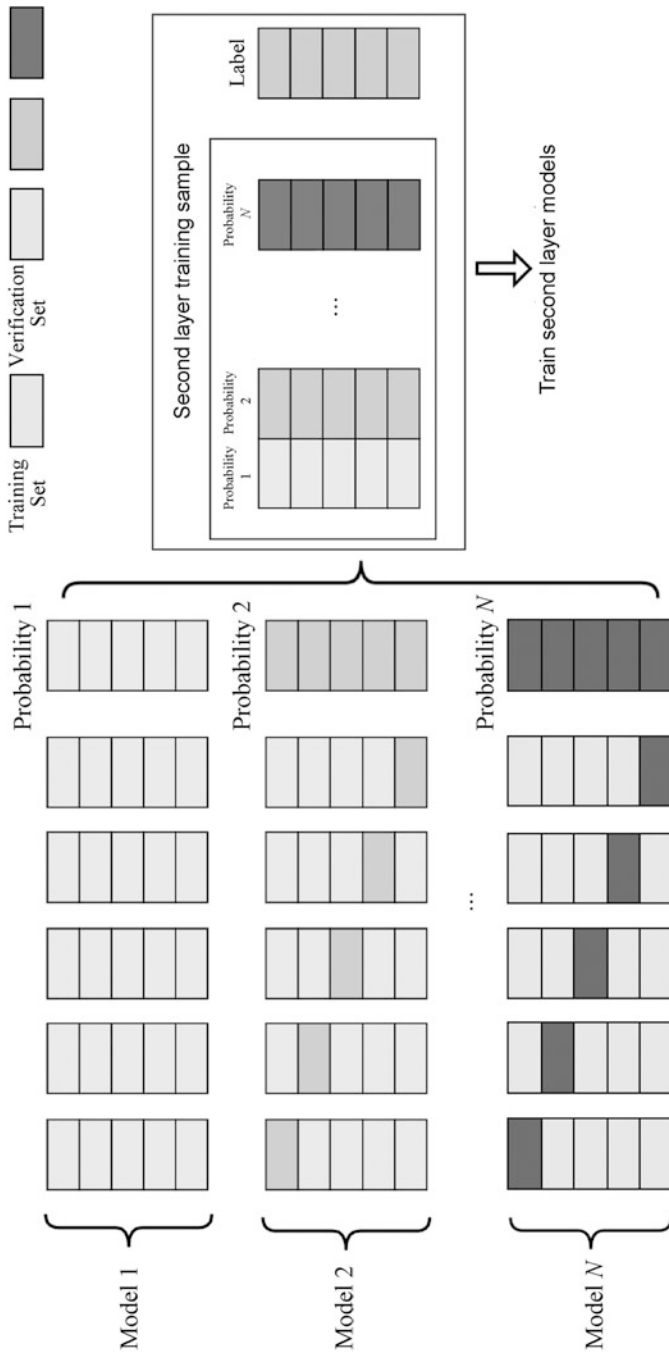 Training
Set
Verification
Set
Model 1
Probability 1
Model 2
Probability 2
...
Model N
Probability N
Second layer training sample
Probability
1
Probability
2
...
Probability
N
Label
Train second layer models